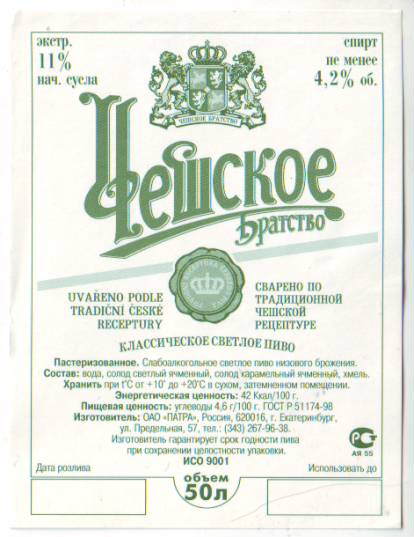 экстр.
11%
нач. сусла
спирт
не менее
4,2% об.
ЧЕШСКОЕ БРАТСТВО
Чешское
Братство
UVAŘENO PODLE
TRADIČNÍ ČESKÉ
RECEPTURY
СВАРЕНО ПО
ТРАДИЦИОННОЙ
ЧЕШСКОЙ
РЕЦЕПТУРЕ
КЛАССИЧЕСКОЕ СВЕТЛОЕ ПИВО
Пастеризованное. Слабоалкогольное светлое пиво низового брожения.
Состав: вода, солод светлый ячменный, солод карамельный ячменный, хмель.
Хранить при t°C от +10° до +20°C в сухом, затемненном помещении.
Энергетическая ценность: 42 Ккал/100 г.
Пищевая ценность: углеводы 4,6 г/100 г. ГОСТ Р 51174-98
Изготовитель: ОАО «ПАТРА», Россия, 620016, г. Екатеринбург,
ул. Предельная, 57, тел.: (343) 267-96-38.
Изготовитель гарантирует срок годности пива
при сохранении целостности упаковки.
ИСО 9001
РСТ
АЯ 55
Дата розлива
Использовать до
объем
50л